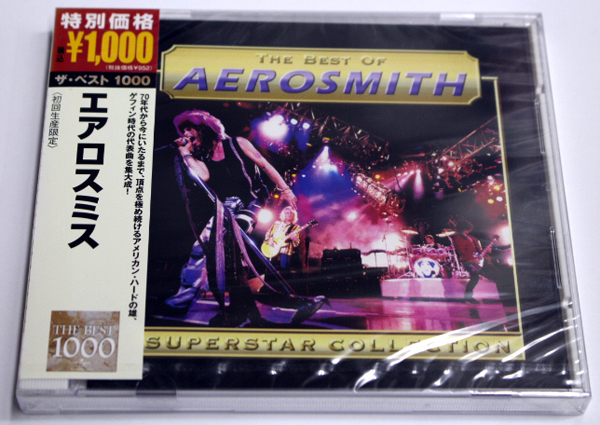 特別価格
税込
¥1,000
(税抜価格¥952)
ザ・ベスト 1000
エアロスミス
〈初回生産限定〉
70年代から今にいたるまで、頂点を極め続けるアメリカン・ハードの雄、
ゲフィン時代の代表曲を集大成!
THE BEST
1000
THE BEST OF
AEROSMITH
SUPERSTAR COLLECTION